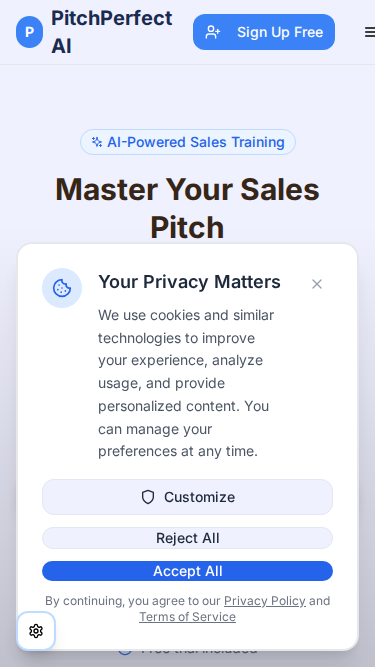 P
PitchPerfect
AI
Sign Up Free
AI-Powered Sales Training
Master Your Sales
Pitch
Your Privacy Matters
We use cookies and similar
technologies to improve
your experience, analyze
usage, and provide
personalized content. You
can manage your
preferences at any time.
Customize
Reject All
Accept All
By continuing, you agree to our Privacy Policy and
Terms of Service
Free trial included